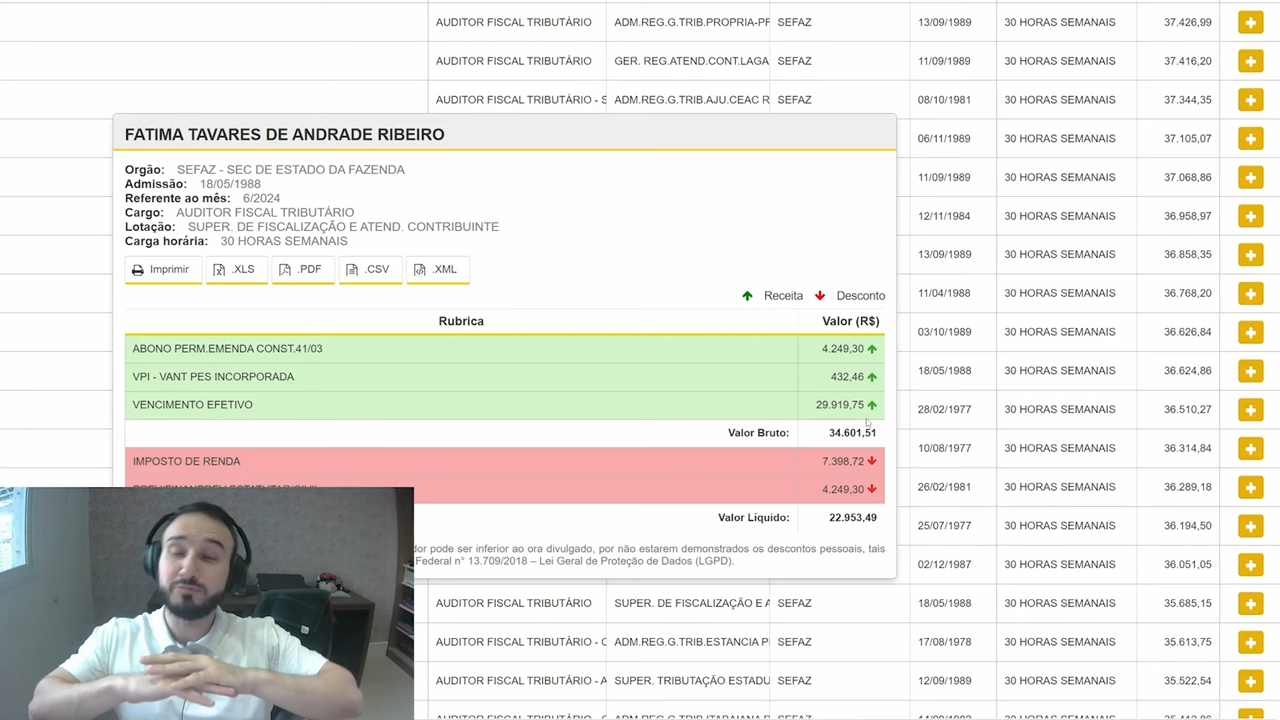 AUDITOR FISCAL TRIBUTÁRIO ADM.REG.G.TRIB.PROPRIA-PF SEFAZ 13/09/1989 30 HORAS SEMANAIS 37.426,99
AUDITOR FISCAL TRIBUTÁRIO GER. REG.ATEND.CONT.LAGA SEFAZ 11/09/1989 30 HORAS SEMANAIS 37.416,20
AUDITOR FISCAL TRIBUTÁRIO - S ADM.REG.G.TRIB.AJU.CEAC R SEFAZ 08/10/1981 30 HORAS SEMANAIS 37.344,35
06/11/1989 30 HORAS SEMANAIS 37.105,07
11/09/1989 30 HORAS SEMANAIS 37.068,86
12/11/1984 30 HORAS SEMANAIS 36.958,97
13/09/1989 30 HORAS SEMANAIS 36.858,35
11/04/1988 30 HORAS SEMANAIS 36.768,20
03/10/1989 30 HORAS SEMANAIS 36.626,84
18/05/1988 30 HORAS SEMANAIS 36.624,86
28/02/1977 30 HORAS SEMANAIS 36.510,27
10/08/1977 30 HORAS SEMANAIS 36.314,84
26/02/1981 30 HORAS SEMANAIS 36.289,18
25/07/1977 30 HORAS SEMANAIS 36.194,50
02/12/1987 30 HORAS SEMANAIS 36.051,05
FATIMA TAVARES DE ANDRADE RIBEIRO
Orgão: SEFAZ - SEC DE ESTADO DA FAZENDA
Admissão: 18/05/1988
Referente ao mês: 6/2024
Cargo: AUDITOR FISCAL TRIBUTÁRIO
Lotação: SUPER. DE FISCALIZAÇÃO E ATEND. CONTRIBUINTE
Carga horária: 30 HORAS SEMANAIS
Imprimir .XLS .PDF .CSV .XML
Receita Desconto
Rubrica Valor (R$)
ABONO PERM.EMENDA CONST.41/03 4.249,30
VPI - VANT PES INCORPORADA 432,46
VENCIMENTO EFETIVO 29.919,75
Valor Bruto: 34.601,51
IMPOSTO DE RENDA 7.398,72
4.249,30
Valor Líquido: 22.953,49
dor pode ser inferior ao ora divulgado, por não estarem demonstrados os descontos pessoais, tais
Federal n° 13.709/2018 – Lei Geral de Proteção de Dados (LGPD).
AUDITOR FISCAL TRIBUTÁRIO SUPER. DE FISCALIZAÇÃO E A SEFAZ 18/05/1988 30 HORAS SEMANAIS 35.685,15
AUDITOR FISCAL TRIBUTÁRIO - C ADM.REG.G.TRIB.ESTANCIA P SEFAZ 17/08/1978 30 HORAS SEMANAIS 35.613,75
AUDITOR FISCAL TRIBUTÁRIO - A SUPER. TRIBUTAÇÃO ESTADU SEFAZ 12/09/1989 30 HORAS SEMANAIS 35.522,54